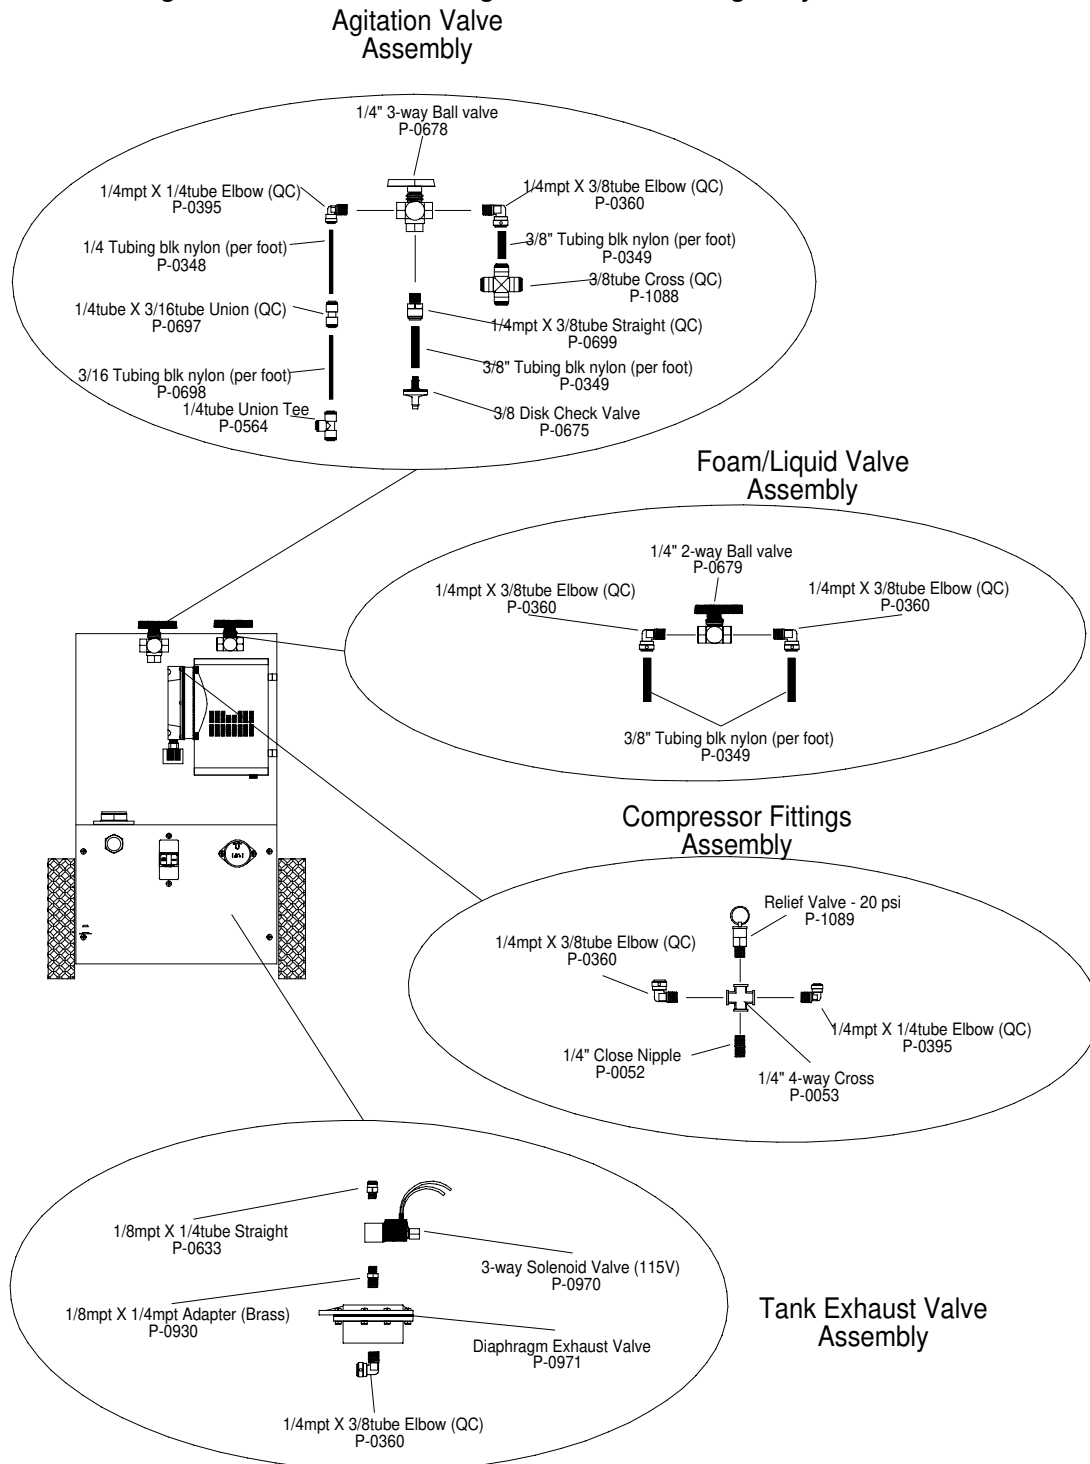 Agitation Valve
Assembly
1/4" 3-way Ball valve
P-0678
1/4mpt X 1/4tube Elbow (QC)
P-0395
1/4mpt X 3/8tube Elbow (QC)
P-0360
1/4 Tubing blk nylon (per foot)
P-0348
3/8" Tubing blk nylon (per foot)
P-0349
3/8tube Cross (QC)
P-1088
1/4tube X 3/16tube Union (QC)
P-0697
1/4mpt X 3/8tube Straight (QC)
P-0699
3/16 Tubing blk nylon (per foot)
P-0698
3/8" Tubing blk nylon (per foot)
P-0349
1/4tube Union Tee
P-0564
3/8 Disk Check Valve
P-0675
Foam/Liquid Valve
Assembly
1/4" 2-way Ball valve
P-0679
1/4mpt X 3/8tube Elbow (QC)
P-0360
1/4mpt X 3/8tube Elbow (QC)
P-0360
3/8" Tubing blk nylon (per foot)
P-0349
Compressor Fittings
Assembly
Relief Valve - 20 psi
P-1089
1/4mpt X 3/8tube Elbow (QC)
P-0360
1/4mpt X 1/4tube Elbow (QC)
P-0395
1/4" Close Nipple
P-0052
1/4" 4-way Cross
P-0053
1/8mpt X 1/4tube Straight
P-0633
3-way Solenoid Valve (115V)
P-0970
1/8mpt X 1/4mpt Adapter (Brass)
P-0930
Diaphragm Exhaust Valve
P-0971
1/4mpt X 3/8tube Elbow (QC)
P-0360
Tank Exhaust Valve
Assembly